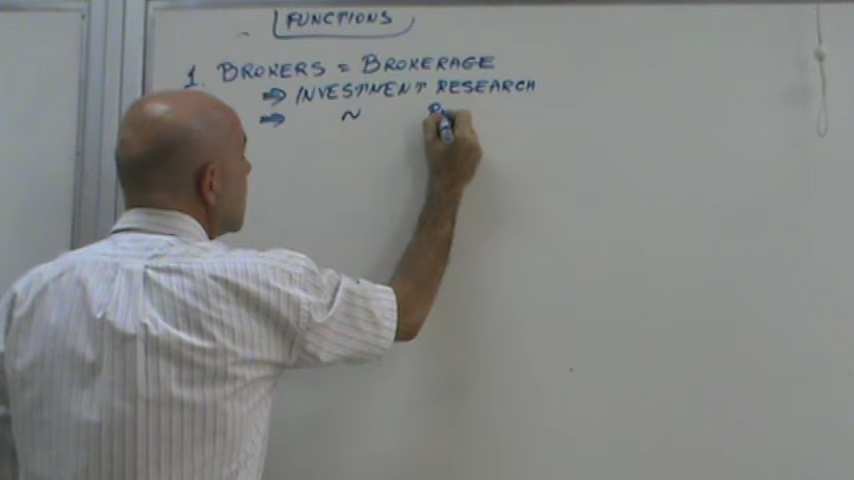 FUNCTIONS
1. BROKERS = BROKERAGE
⇒ INVESTMENT RESEARCH
⇒ ~